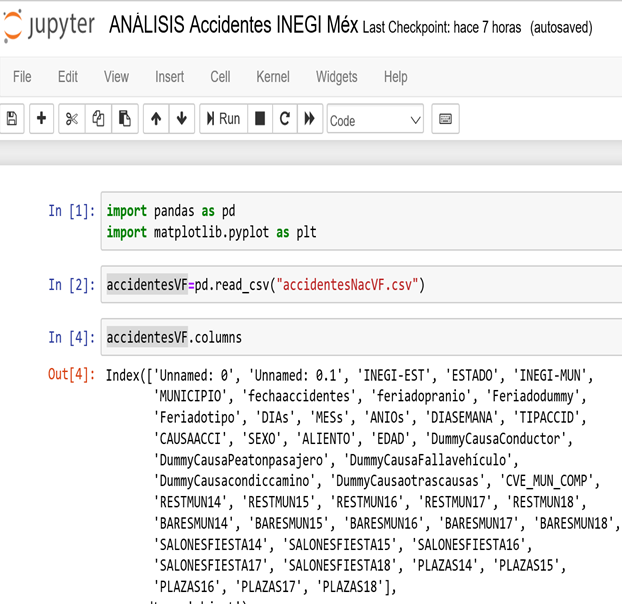 jupyter ANÀLISIS Accidentes INEGI Méx Last Checkpoint: hace 7 horas (autosaved)
File Edit View Insert Cell Kernel Widgets Help
Run Code
In [1]: import pandas as pd
import matplotlib.pyplot as plt
In [2]: accidentesVF=pd.read_csv("accidentesNacVF.csv")
In [4]: accidentesVF.columns
Out[4]: Index(['Unnamed: 0', 'Unnamed: 0.1', 'INEGI-EST', 'ESTADO', 'INEGI-MUN',
'MUNICIPIO', 'fechaaccidentes', 'feriadopranio', 'Feriadodummy',
'Feriadotipo', 'DIAs', 'MESs', 'ANIOs', 'DIASEMANA', 'TIPACCID',
'CAUSAACCI', 'SEXO', 'ALIENTO', 'EDAD', 'DummyCausaConductor',
'DummyCausaPeatonpasajero', 'DummyCausaFallavehículo',
'DummyCausacondiccamino', 'DummyCausaotrascausas', 'CVE_MUN_COMP',
'RESTMUN14', 'RESTMUN15', 'RESTMUN16', 'RESTMUN17', 'RESTMUN18',
'BARESMUN14', 'BARESMUN15', 'BARESMUN16', 'BARESMUN17', 'BARESMUN18',
'SALONESFIESTA14', 'SALONESFIESTA15', 'SALONESFIESTA16',
'SALONESFIESTA17', 'SALONESFIESTA18', 'PLAZAS14', 'PLAZAS15',
'PLAZAS16', 'PLAZAS17', 'PLAZAS18'],